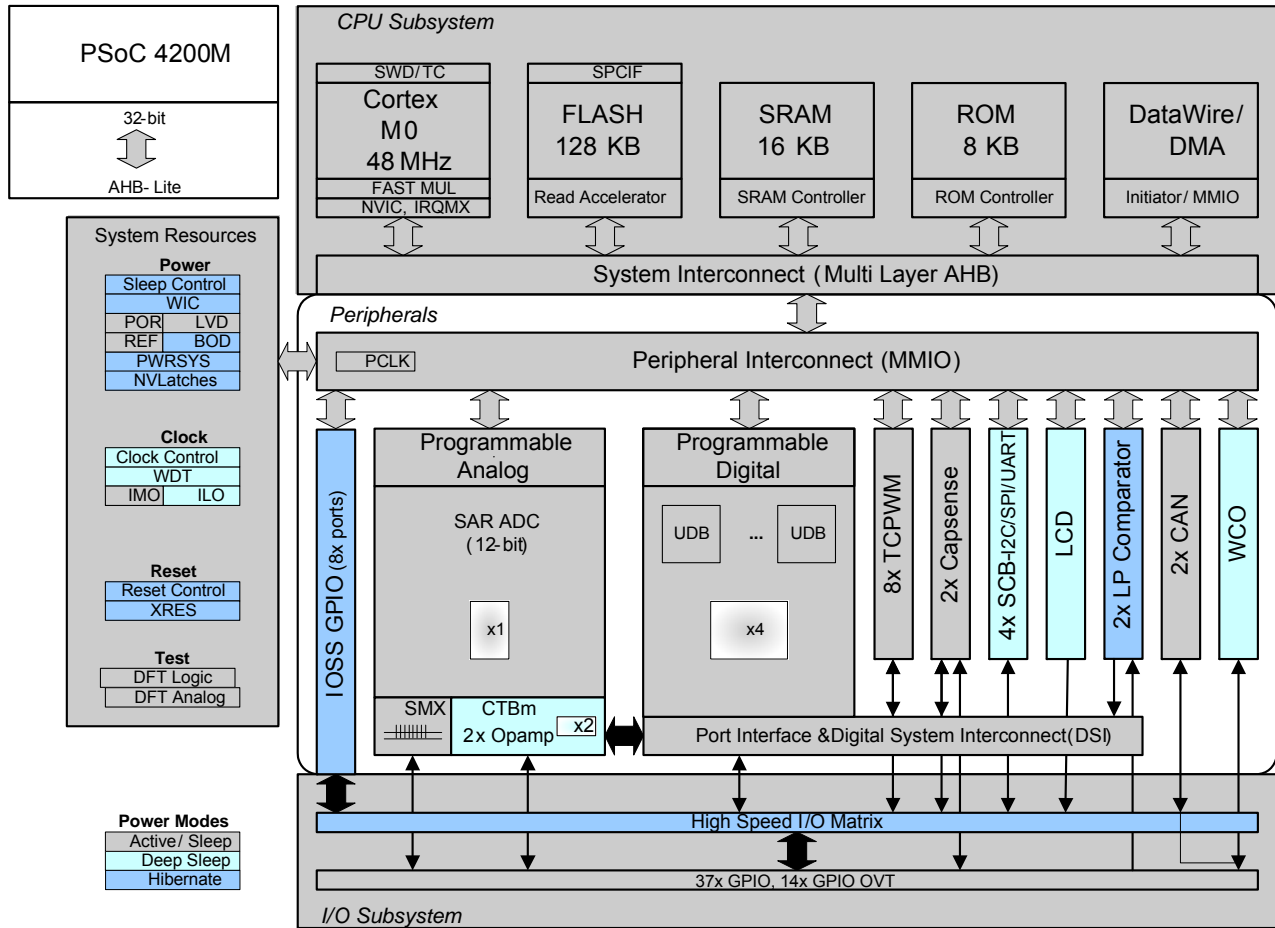 PSoC 4200M
32-bit
AHB- Lite
CPU Subsystem
SWD/TC
Cortex
M0
48 MHz
FAST MUL
NVIC, IRQMX
SPCIF
FLASH
128 KB
Read Accelerator
SRAM
16 KB
SRAM Controller
ROM
8 KB
ROM Controller
DataWire/
DMA
Initiator/ MMIO
System Interconnect (Multi Layer AHB)
System Resources
Power
Sleep Control
WIC
POR LVD
REF BOD
PWRSYS
NVLatches
Clock
Clock Control
WDT
IMO ILO
Reset
Reset Control
XRES
Test
DFT Logic
DFT Analog
Peripherals
PCLK
Peripheral Interconnect (MMIO)
IOSS GPIO (8x ports)
Programmable
Analog
SAR ADC
(12-bit)
x1
SMX
CTBm
2x Opamp
x2
Programmable
Digital
UDB ... UDB
x4
8x TCPWM
2x Capsense
4x SCB-I2C/SPI/UART
LCD
2x LP Comparator
2x CAN
WCO
Port Interface &Digital System Interconnect(DSI)
Power Modes
Active/ Sleep
Deep Sleep
Hibernate
High Speed I/O Matrix
37x GPIO, 14x GPIO OVT
I/O Subsystem